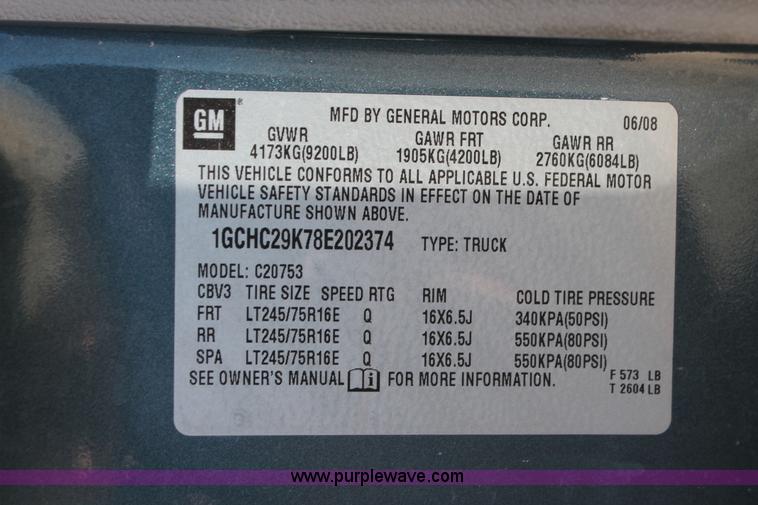 GM ®
MFD BY GENERAL MOTORS CORP. 06/08
GVWR GAWR FRT GAWR RR
4173KG(9200LB) 1905KG(4200LB) 2760KG(6084LB)
THIS VEHICLE CONFORMS TO ALL APPLICABLE U.S. FEDERAL MOTOR
VEHICLE SAFETY STANDARDS IN EFFECT ON THE DATE OF
MANUFACTURE SHOWN ABOVE.
1GCHC29K78E202374 TYPE: TRUCK
MODEL: C20753
CBV3 TIRE SIZE SPEED RTG RIM COLD TIRE PRESSURE
FRT LT245/75R16E Q 16X6.5J 340KPA(50PSI)
RR LT245/75R16E Q 16X6.5J 550KPA(80PSI)
SPA LT245/75R16E Q 16X6.5J 550KPA(80PSI)
SEE OWNER'S MANUAL i FOR MORE INFORMATION. F 573 LB
T 2604 LB
www.purplewave.com